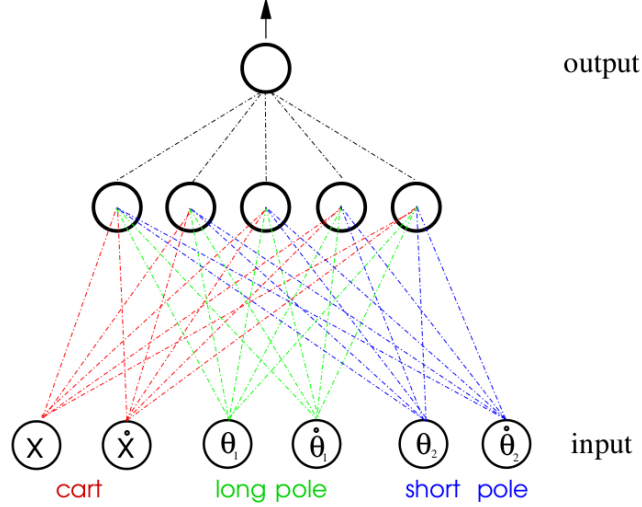 output
X Ẋ θ₁ θ̇₁ θ₂ θ̇₂ input
cart long pole short pole